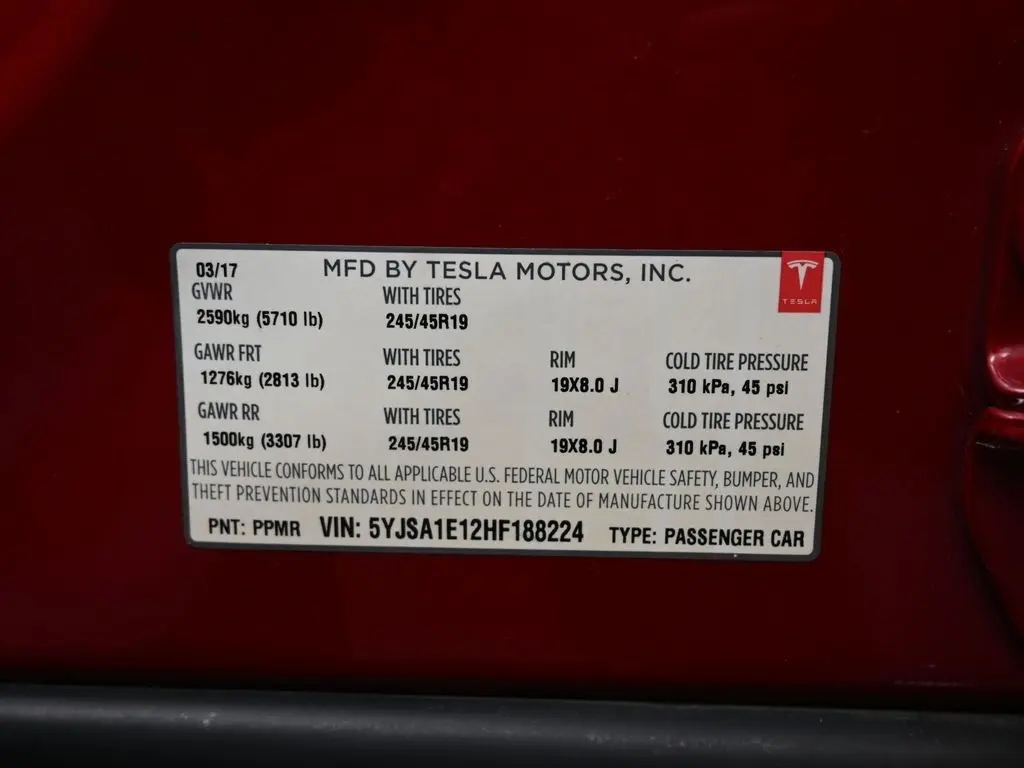 03/17 MFD BY TESLA MOTORS, INC.
TESLA
GVWR WITH TIRES
2590kg (5710 lb) 245/45R19
GAWR FRT WITH TIRES RIM COLD TIRE PRESSURE
1276kg (2813 lb) 245/45R19 19X8.0 J 310 kPa, 45 psi
GAWR RR WITH TIRES RIM COLD TIRE PRESSURE
1500kg (3307 lb) 245/45R19 19X8.0 J 310 kPa, 45 psi
THIS VEHICLE CONFORMS TO ALL APPLICABLE U.S. FEDERAL MOTOR VEHICLE SAFETY, BUMPER, AND
THEFT PREVENTION STANDARDS IN EFFECT ON THE DATE OF MANUFACTURE SHOWN ABOVE.
PNT: PPMR VIN: 5YJSA1E12HF188224 TYPE: PASSENGER CAR